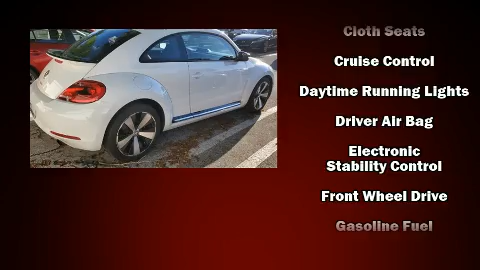 Cloth Seats
Cruise Control
Daytime Running Lights
Driver Air Bag
Electronic
Stability Control
Front Wheel Drive
Gasoline Fuel